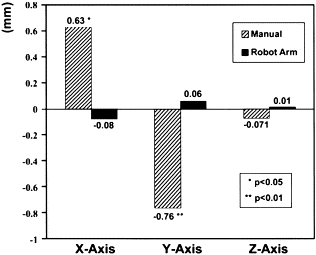 (mm)
0.8
0.6
0.4
0.2
0
-0.2
-0.4
-0.6
-0.8
-1
0.63 *
-0.08
-0.76 **
0.06
-0.071
0.01
Manual
Robot Arm
* p<0.05
** p<0.01
X-Axis Y-Axis Z-Axis